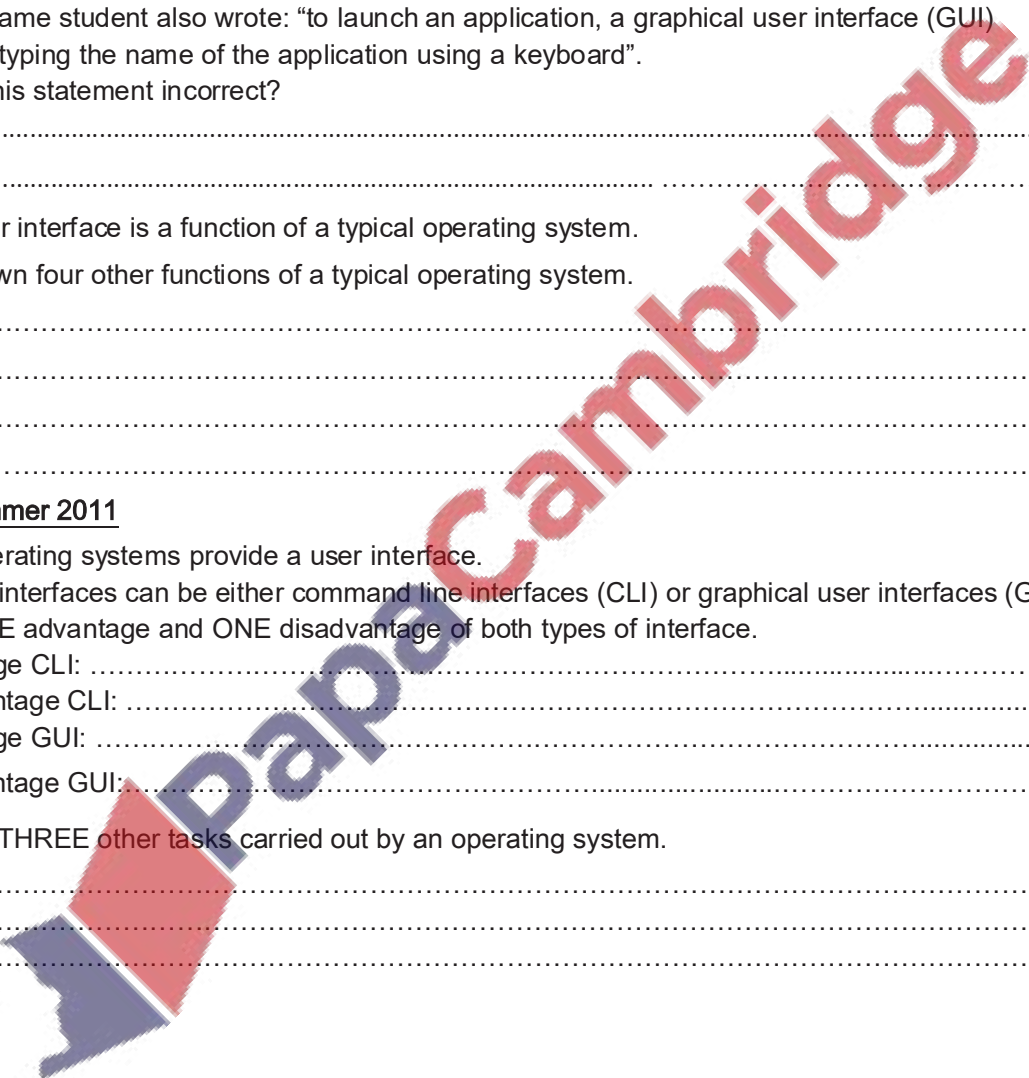 ame student also wrote: “to launch an application, a graphical user interface (GUI)
typing the name of the application using a keyboard”.
his statement incorrect?
r interface is a function of a typical operating system.
wn four other functions of a typical operating system.
mmer 2011
erating systems provide a user interface.
interfaces can be either command line interfaces (CLI) or graphical user interfaces (G
E advantage and ONE disadvantage of both types of interface.
ge CLI: ................................................................
ntage CLI: ................................................................
ge GUI: ................................................................
ntage GUI:................................................................
THREE other tasks carried out by an operating system.
PapaCambridge